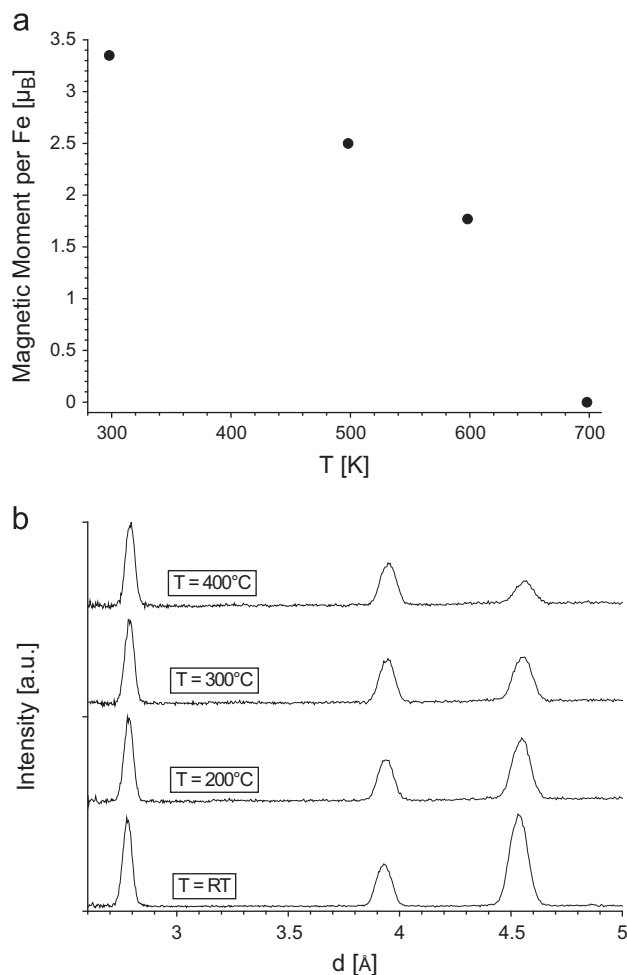 a
Magnetic Moment per Fe [μB]
3.5
3
2.5
2
1.5
1
0.5
0
300 400 500 600 700
T [K]
b
Intensity [a.u.]
T = 400°C
T = 300°C
T = 200°C
T = RT
3 3.5 4 4.5 5
d [Å]